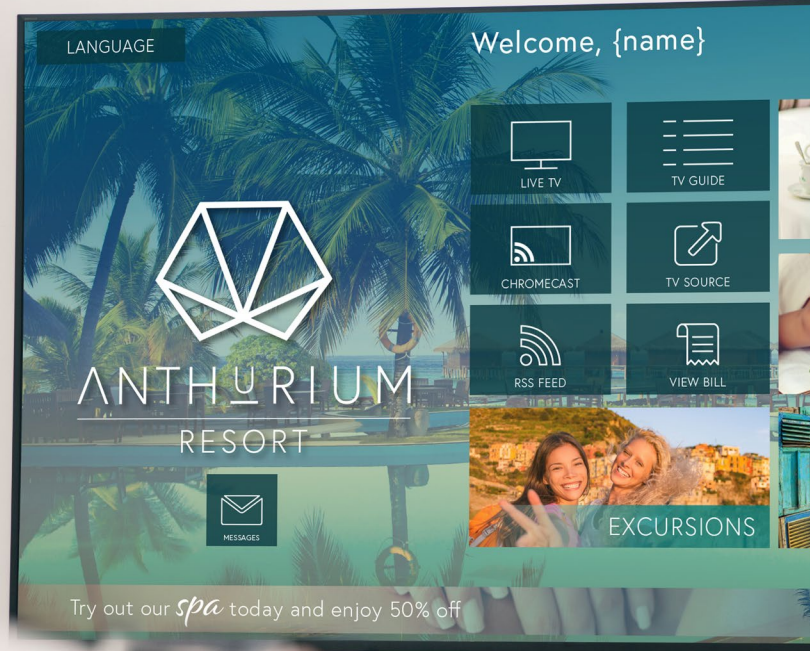 LANGUAGE
Welcome, {name}
LIVE TV
TV GUIDE
CHROMECAST
TV SOURCE
RSS FEED
VIEW BILL
ANTHURIUM
RESORT
MESSAGES
EXCURSIONS
Try out our spa today and enjoy 50% off